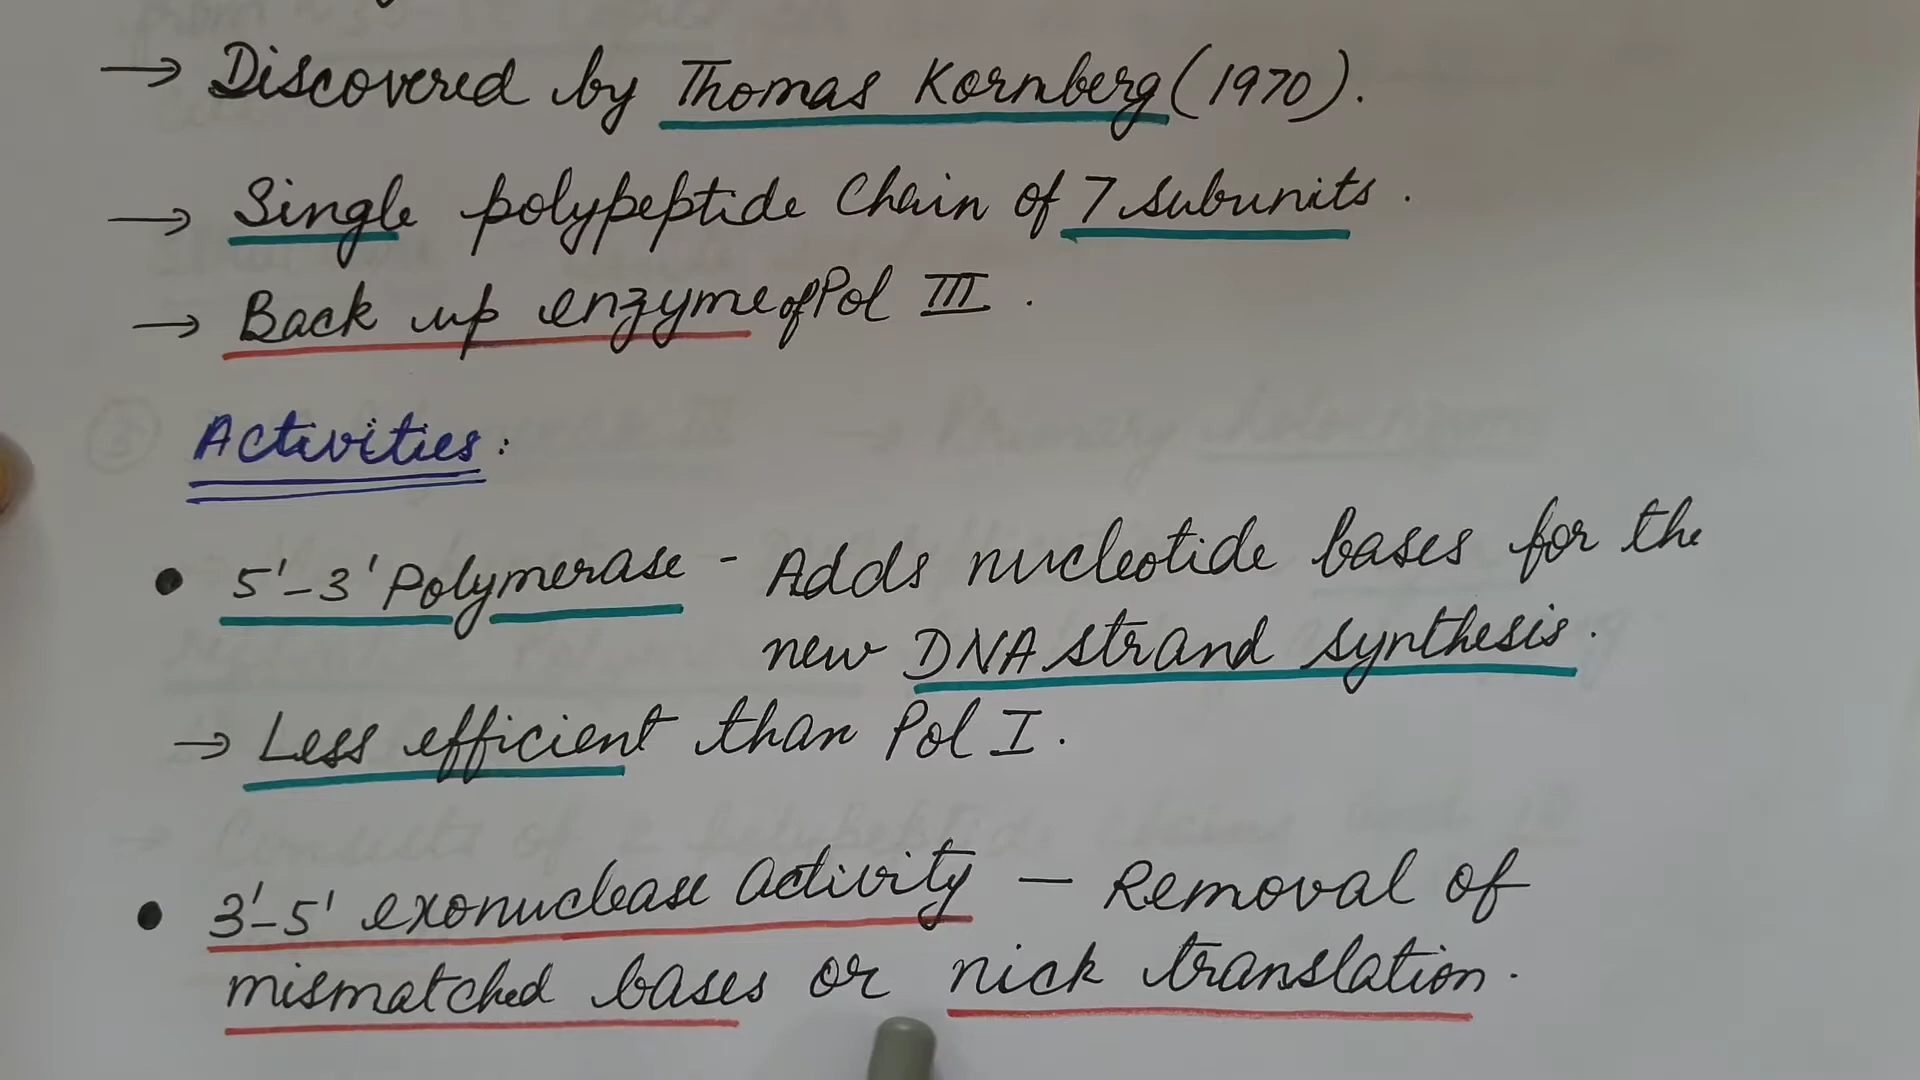 → Discovered by Thomas Kornberg (1970).
→ Single polypeptide Chain of 7 subunits.
→ Back up enzyme of Pol III.
Activities:
• 5'-3' Polymerase - Adds nucleotide bases for the
new DNA strand synthesis.
→ Less efficient than Pol I.
• 3'-5' exonuclease activity — Removal of
mismatched bases or nick translation.